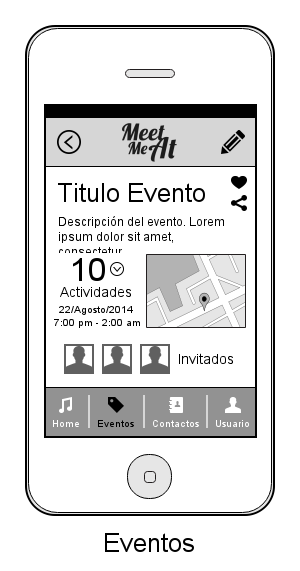 Meet
Me At
Titulo Evento
Descripción del evento. Lorem
ipsum dolor sit amet,
consectetur
10
Actividades
22/Agosto/2014
7:00 pm - 2:00 am
Invitados
Home Eventos Contactos Usuario
Eventos